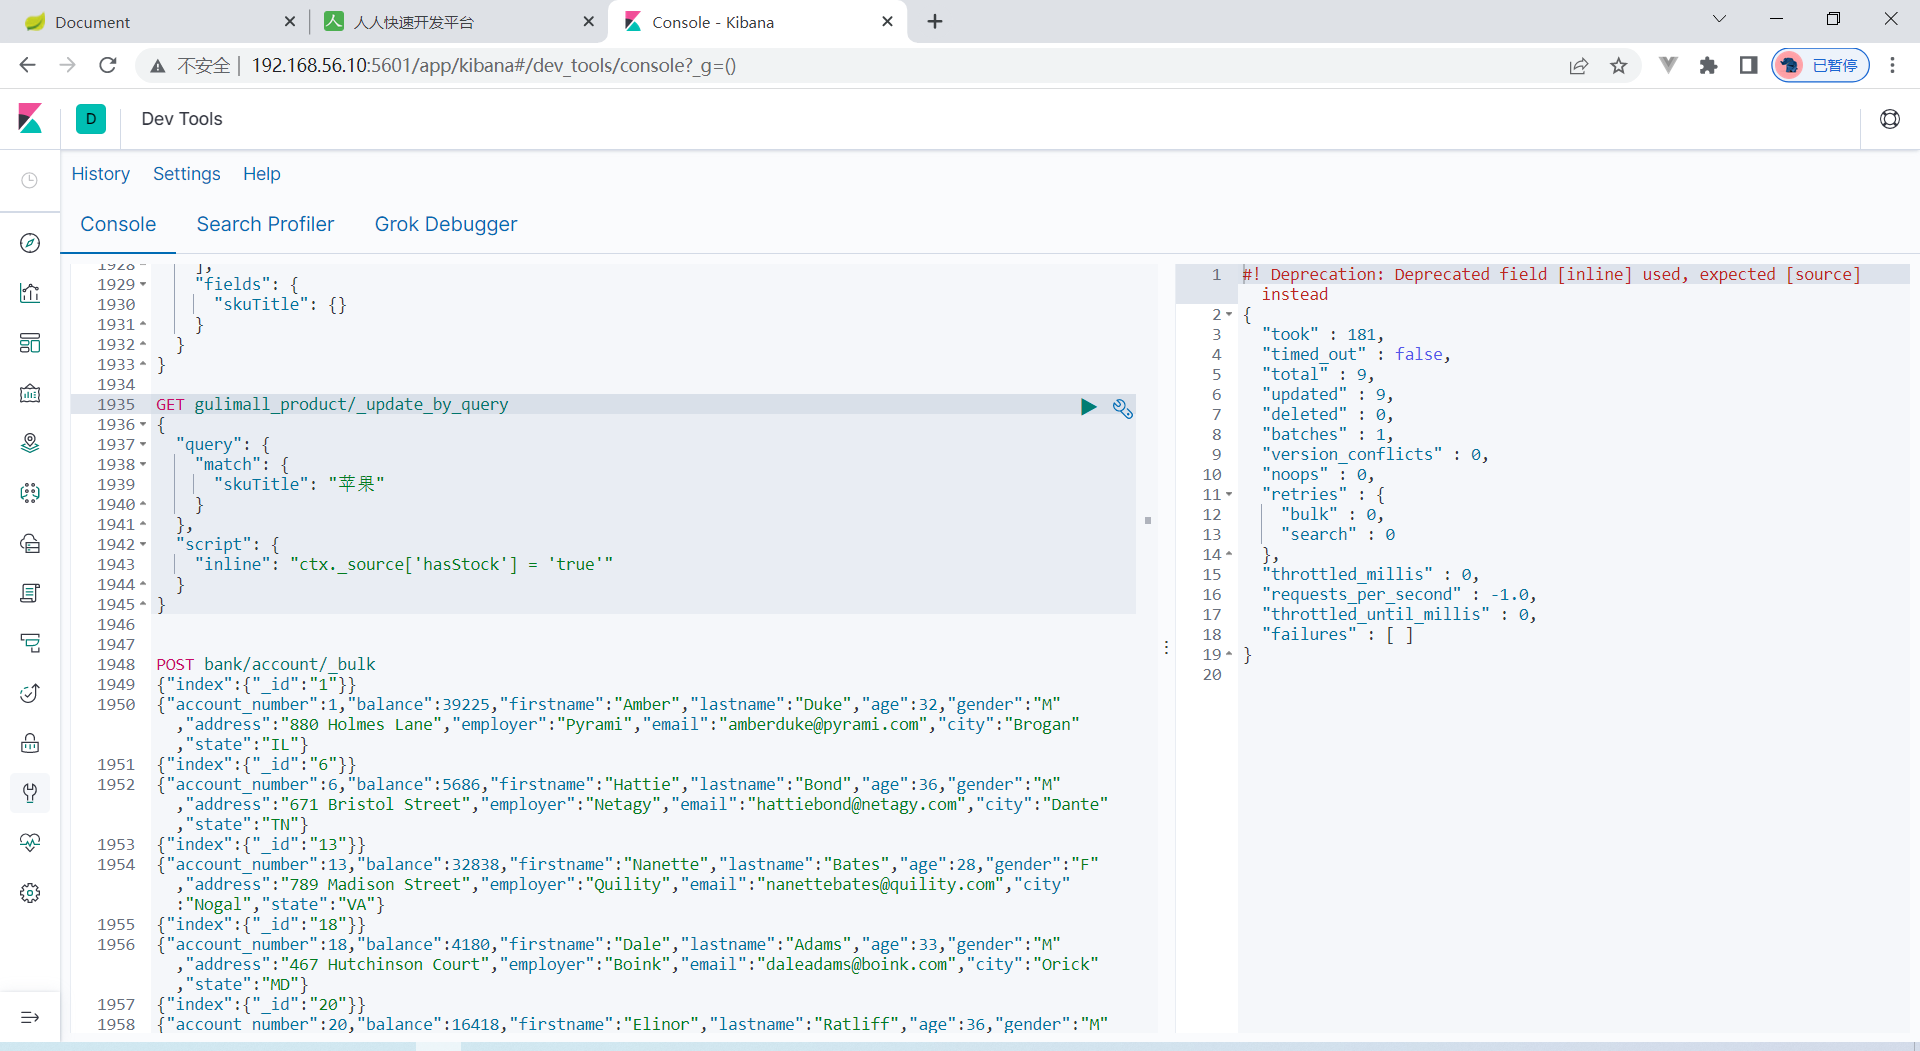 Document
人人快速开发平台
Console - Kibana
不安全 | 192.168.56.10:5601/app/kibana#/dev_tools/console?_g=()
已暂停
D
Dev Tools
History Settings Help
Console Search Profiler Grok Debugger
1928 ],
1929 "fields": {
1930 "skuTitle": {}
1931 }
1932 }
1933 }
1934
1935 GET gulimall_product/_update_by_query
1936 {
1937 "query": {
1938 "match": {
1939 "skuTitle": "苹果"
1940 }
1941 },
1942 "script": {
1943 "inline": "ctx._source['hasStock'] = 'true'"
1944 }
1945 }
1946
1947
1948 POST bank/account/_bulk
1949 {"index":{"_id":"1"}}
1950 {"account_number":1,"balance":39225,"firstname":"Amber","lastname":"Duke","age":32,"gender":"M"
,"address":"880 Holmes Lane","employer":"Pyrami","email":"amberduke@pyrami.com","city":"Brogan"
,"state":"IL"}
1951 {"index":{"_id":"6"}}
1952 {"account_number":6,"balance":5686,"firstname":"Hattie","lastname":"Bond","age":36,"gender":"M"
,"address":"671 Bristol Street","employer":"Netagy","email":"hattiebond@netagy.com","city":"Dante"
,"state":"TN"}
1953 {"index":{"_id":"13"}}
1954 {"account_number":13,"balance":32838,"firstname":"Nanette","lastname":"Bates","age":28,"gender":"F"
,"address":"789 Madison Street","employer":"Quility","email":"nanettebates@quility.com","city"
:"Nogal","state":"VA"}
1955 {"index":{"_id":"18"}}
1956 {"account_number":18,"balance":4180,"firstname":"Dale","lastname":"Adams","age":33,"gender":"M"
,"address":"467 Hutchinson Court","employer":"Boink","email":"daleadams@boink.com","city":"Orick"
,"state":"MD"}
1957 {"index":{"_id":"20"}}
1958 {"account_number":20,"balance":16418,"firstname":"Elinor","lastname":"Ratliff","age":36,"gender":"M"
1 #! Deprecation: Deprecated field [inline] used, expected [source]
instead
2 {
3 "took" : 181,
4 "timed_out" : false,
5 "total" : 9,
6 "updated" : 9,
7 "deleted" : 0,
8 "batches" : 1,
9 "version_conflicts" : 0,
10 "noops" : 0,
11 "retries" : {
12 "bulk" : 0,
13 "search" : 0
14 },
15 "throttled_millis" : 0,
16 "requests_per_second" : -1.0,
17 "throttled_until_millis" : 0,
18 "failures" : [ ]
19 }
20